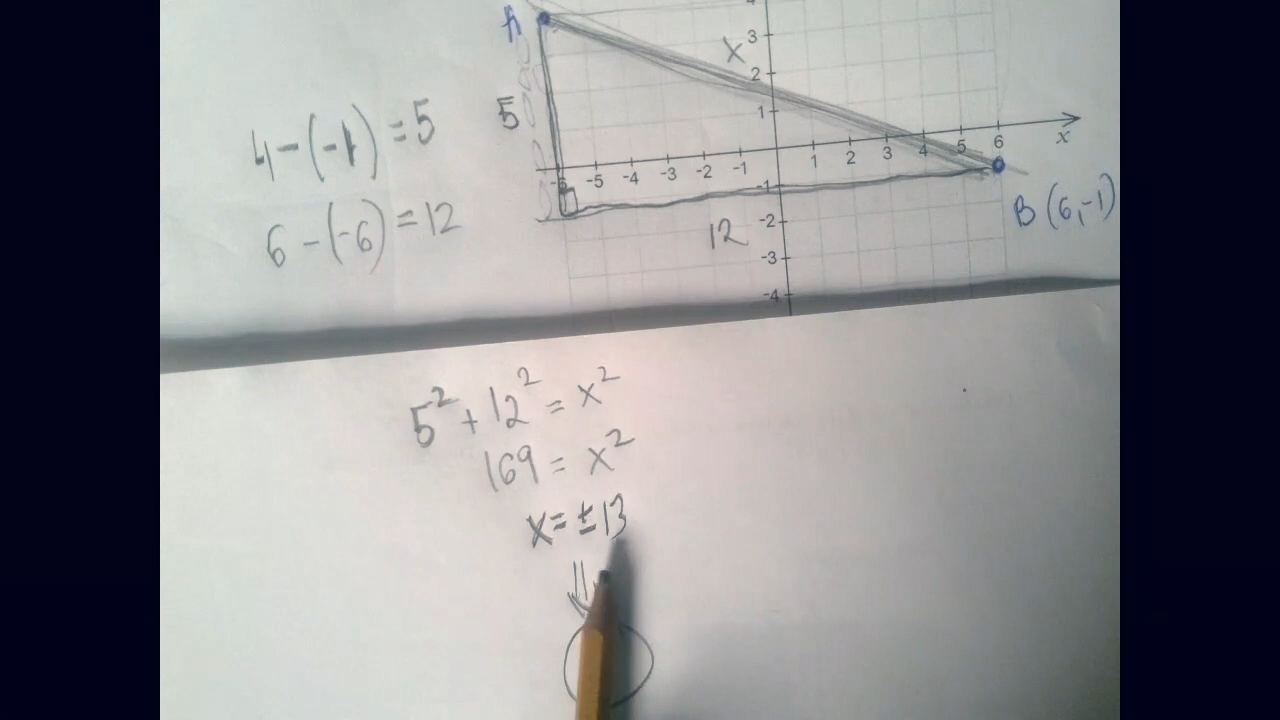 4-(-1)=5
6-(-6)=12
A
5
X
4
3
2
1
-6 -5 -4 -3 -2 -1 1 2 3 4 5 6 x
-1
-2
-3
-4
12
B (6,-1)
5² + 12² = x²
169 = x²
x = ±13